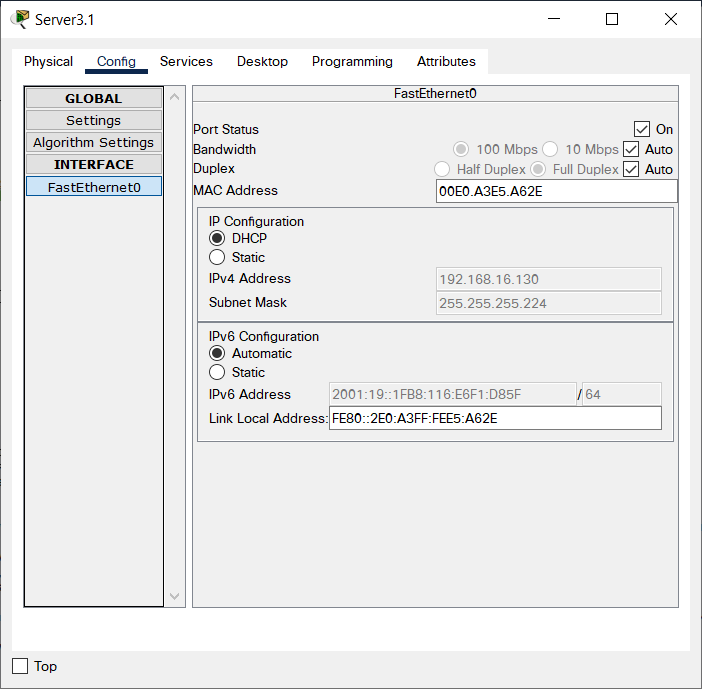 Server3.1
Physical Config Services Desktop Programming Attributes
GLOBAL
Settings
Algorithm Settings
INTERFACE
FastEthernet0
FastEthernet0
Port Status On
Bandwidth 100 Mbps 10 Mbps Auto
Duplex Half Duplex Full Duplex Auto
MAC Address 00E0.A3E5.A62E
IP Configuration
DHCP
Static
IPv4 Address 192.168.16.130
Subnet Mask 255.255.255.224
IPv6 Configuration
Automatic
Static
IPv6 Address 2001:19::1FB8:116:E6F1:D85F / 64
Link Local Address: FE80::2E0:A3FF:FEE5:A62E
Top